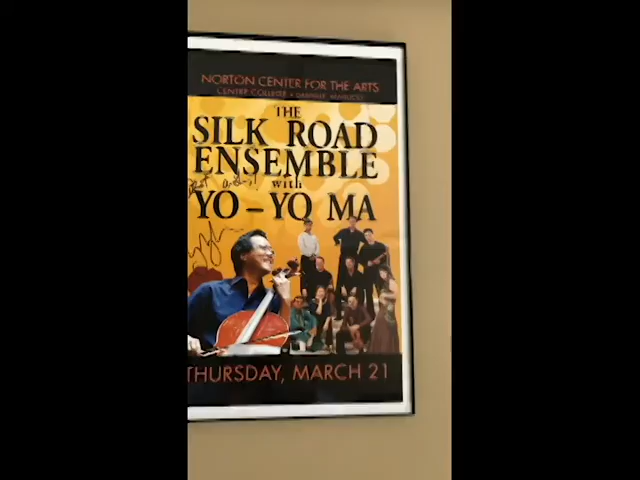 NORTON CENTER FOR THE ARTS
CENTRE COLLEGE • DANVILLE, KENTUCKY
THE
SILK ROAD
ENSEMBLE
with
YO-YO MA
THURSDAY, MARCH 21